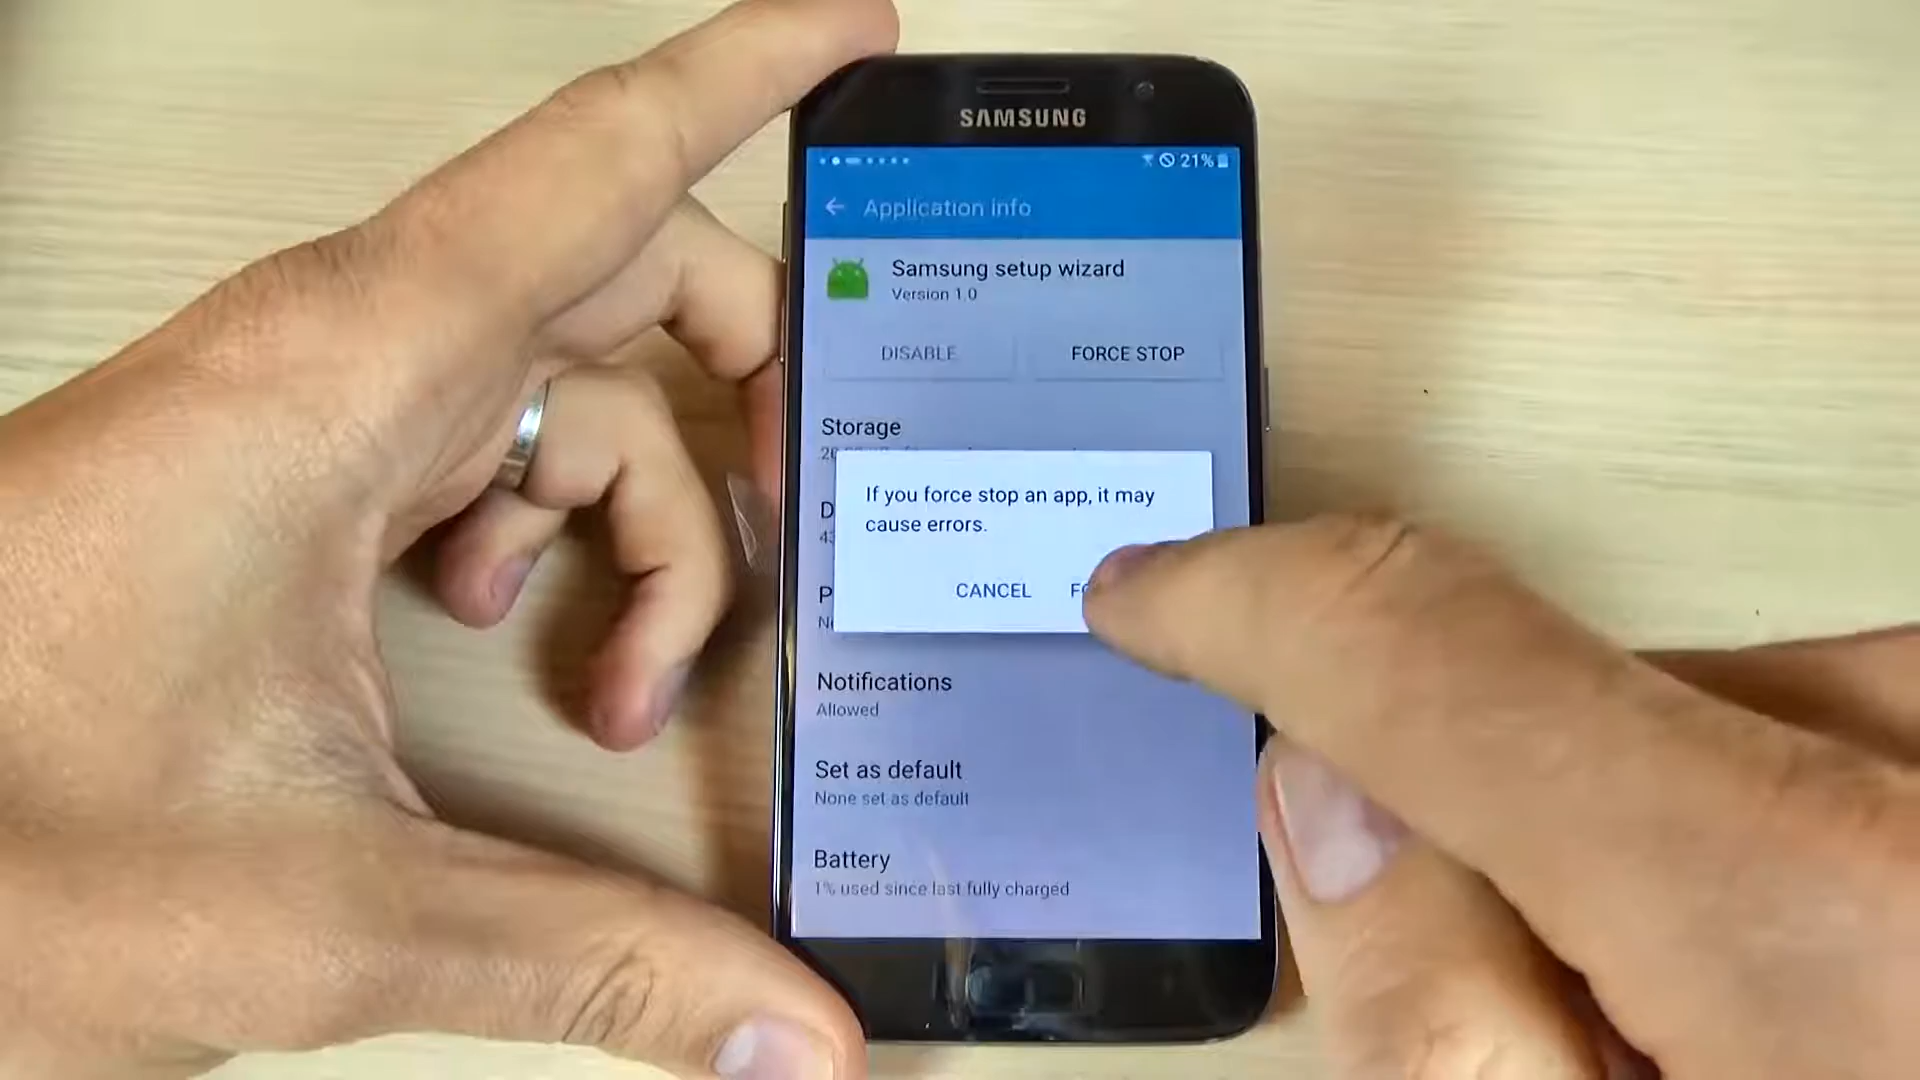 SAMSUNG
21%
Application info
Samsung setup wizard
Version 1.0
DISABLE
FORCE STOP
Storage
If you force stop an app, it may
cause errors.
CANCEL
Notifications
Allowed
Set as default
None set as default
Battery
1% used since last fully charged